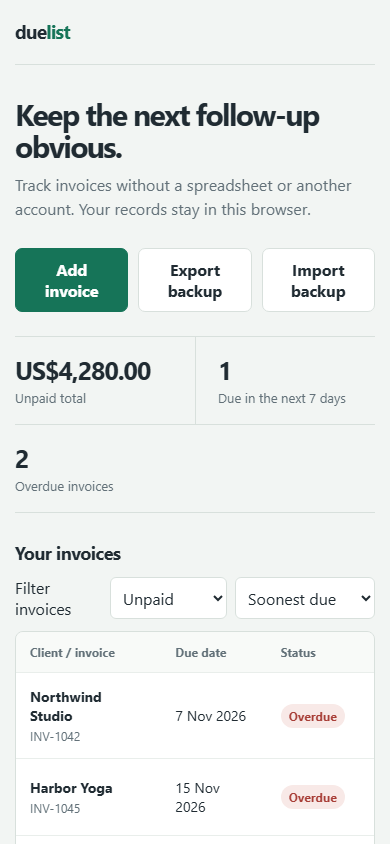 duelist
Keep the next follow-up
obvious.
Track invoices without a spreadsheet or another
account. Your records stay in this browser.
Add
invoice
Export
backup
Import
backup
US$4,280.00
Unpaid total
1
Due in the next 7 days
2
Overdue invoices
Your invoices
Filter
invoices
Unpaid
Soonest due
Client / invoice
Due date
Status
Northwind
Studio
INV-1042
7 Nov 2026
Overdue
Harbor Yoga
INV-1045
15 Nov
2026
Overdue